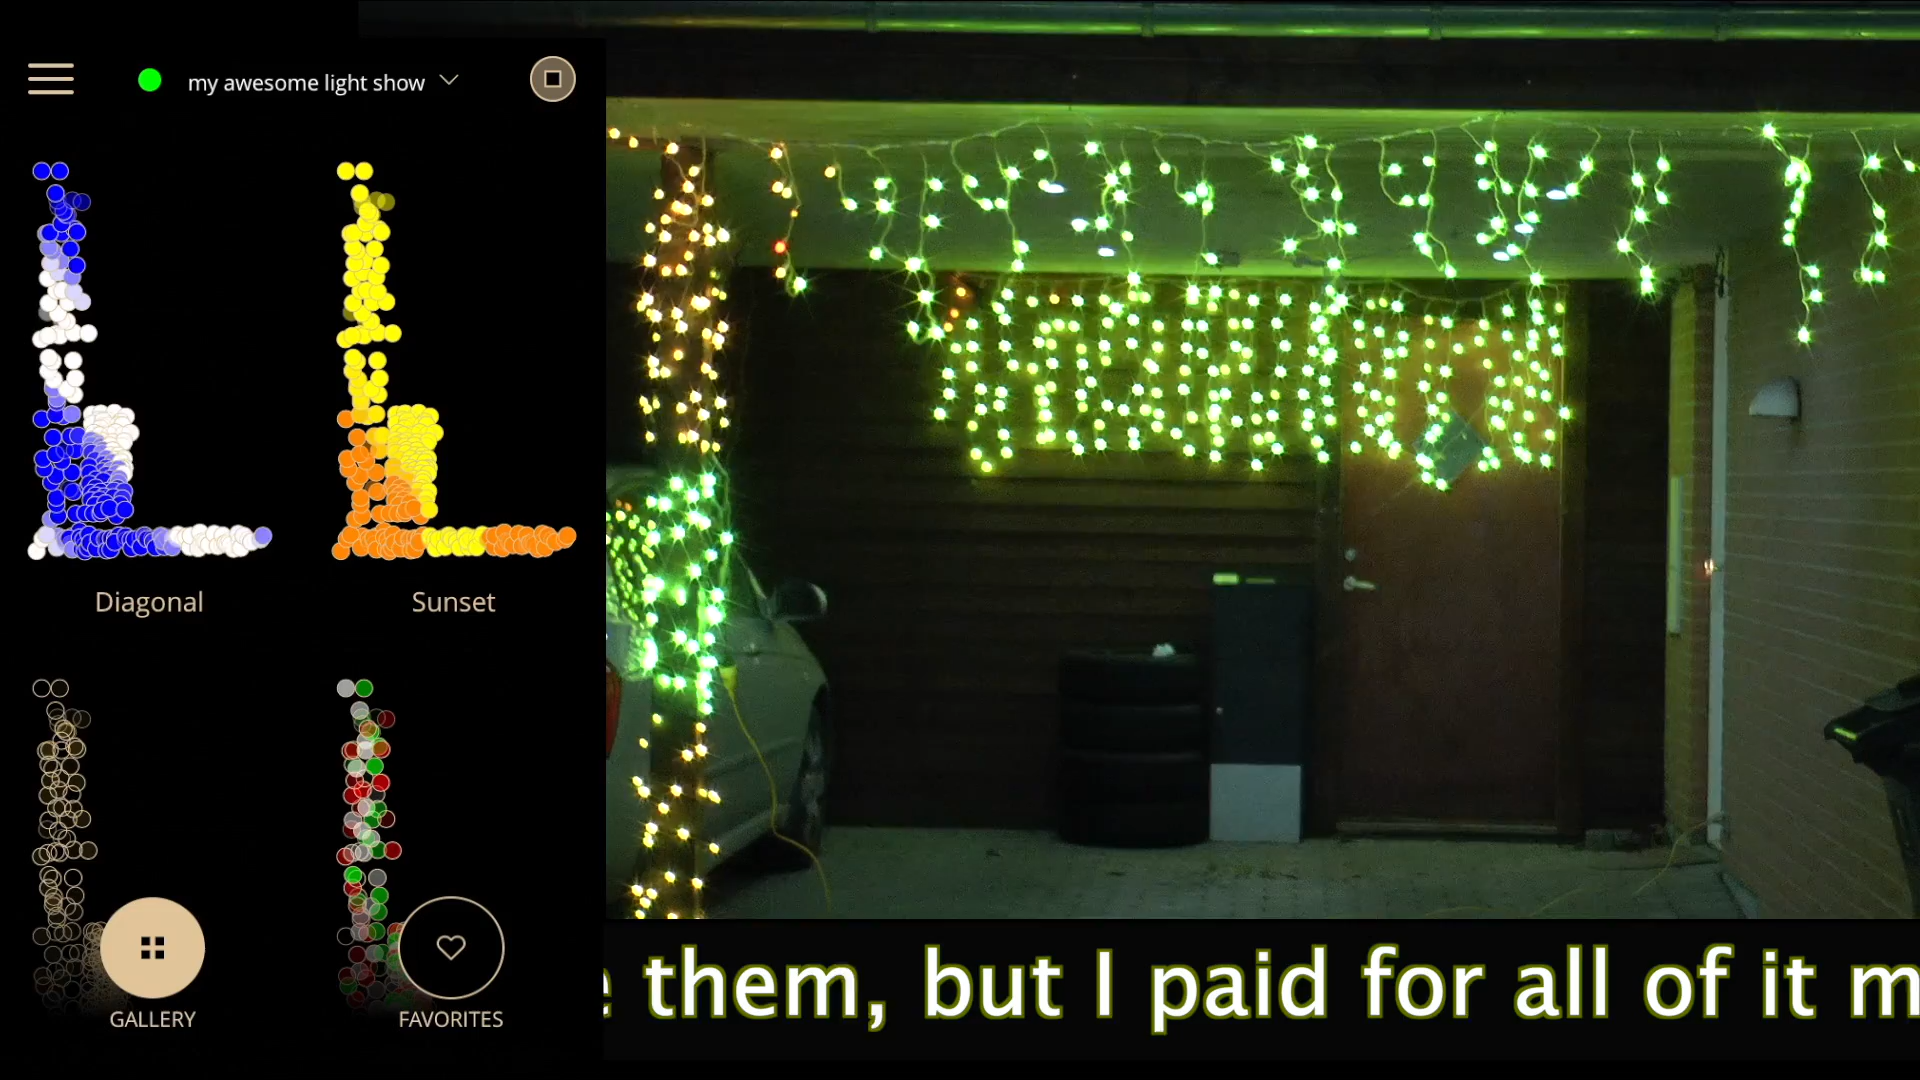 my awesome light show
Diagonal
Sunset
GALLERY
FAVORITES
them, but I paid for all of it